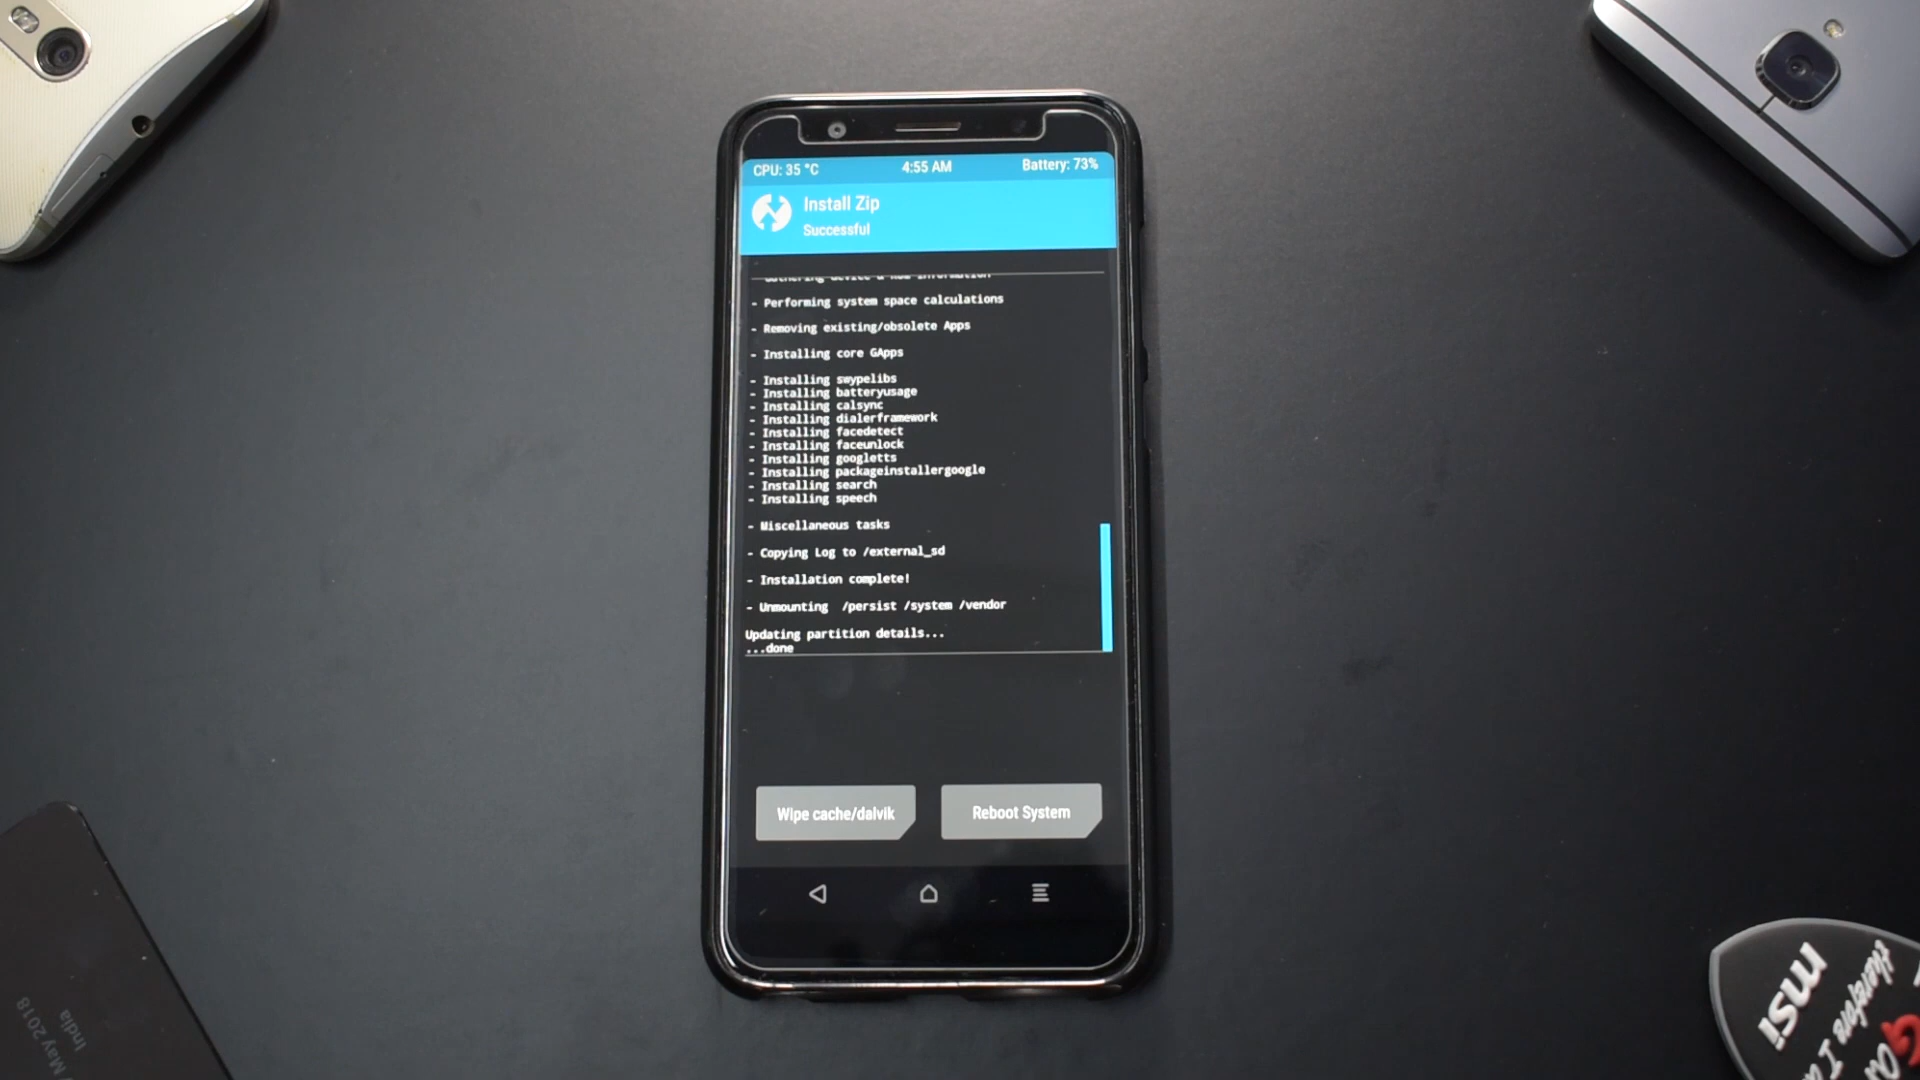 CPU: 35 °C
4:55 AM
Battery: 73%
Install Zip
Successful
- Performing system space calculations
- Removing existing/obsolete Apps
- Installing core GApps
- Installing swypelibs
- Installing batteryusage
- Installing calsync
- Installing dialerframework
- Installing facedetect
- Installing faceunlock
- Installing googletts
- Installing packageinstallergoogle
- Installing search
- Installing speech
- Miscellaneous tasks
- Copying Log to /external_sd
- Installation complete!
- Unmounting /persist /system /vendor
Updating partition details...
...done
Wipe cache/dalvik
Reboot System
May 2018
India
msi
therefore I